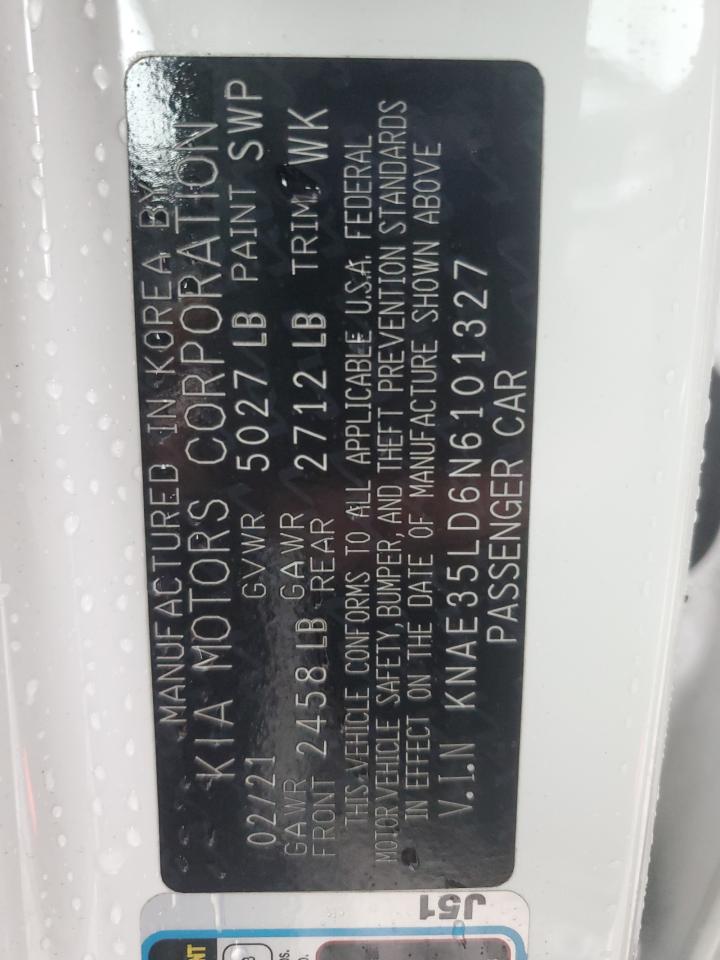 MANUFACTURED IN KOREA BY
KIA MOTORS CORPORATION
02/21 GVWR 5027 LB PAINT SWP
GAWR FRONT 2458 LB GAWR REAR 2712 LB TRIM WK
THIS VEHICLE CONFORMS TO ALL APPLICABLE U.S.A. FEDERAL
MOTOR VEHICLE SAFETY, BUMPER, AND THEFT PREVENTION STANDARDS
IN EFFECT ON THE DATE OF MANUFACTURE SHOWN ABOVE
V.I.N KNAE35LD6N6101327
PASSENGER CAR
J51